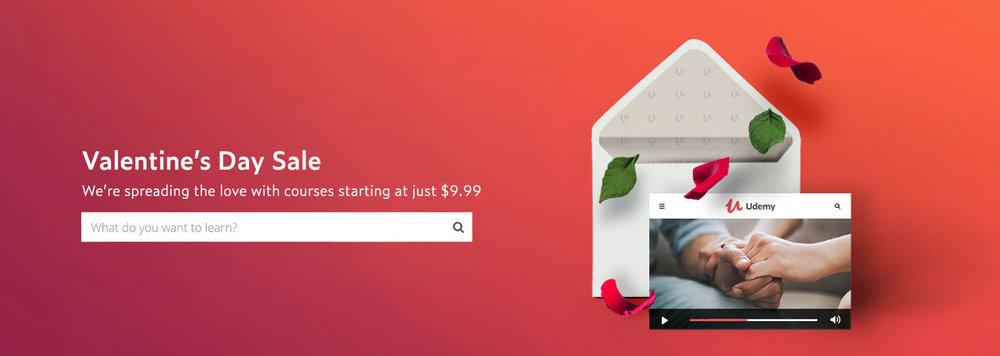 Valentine's Day Sale
We're spreading the love with courses starting at just $9.99
What do you want to learn?
Udemy